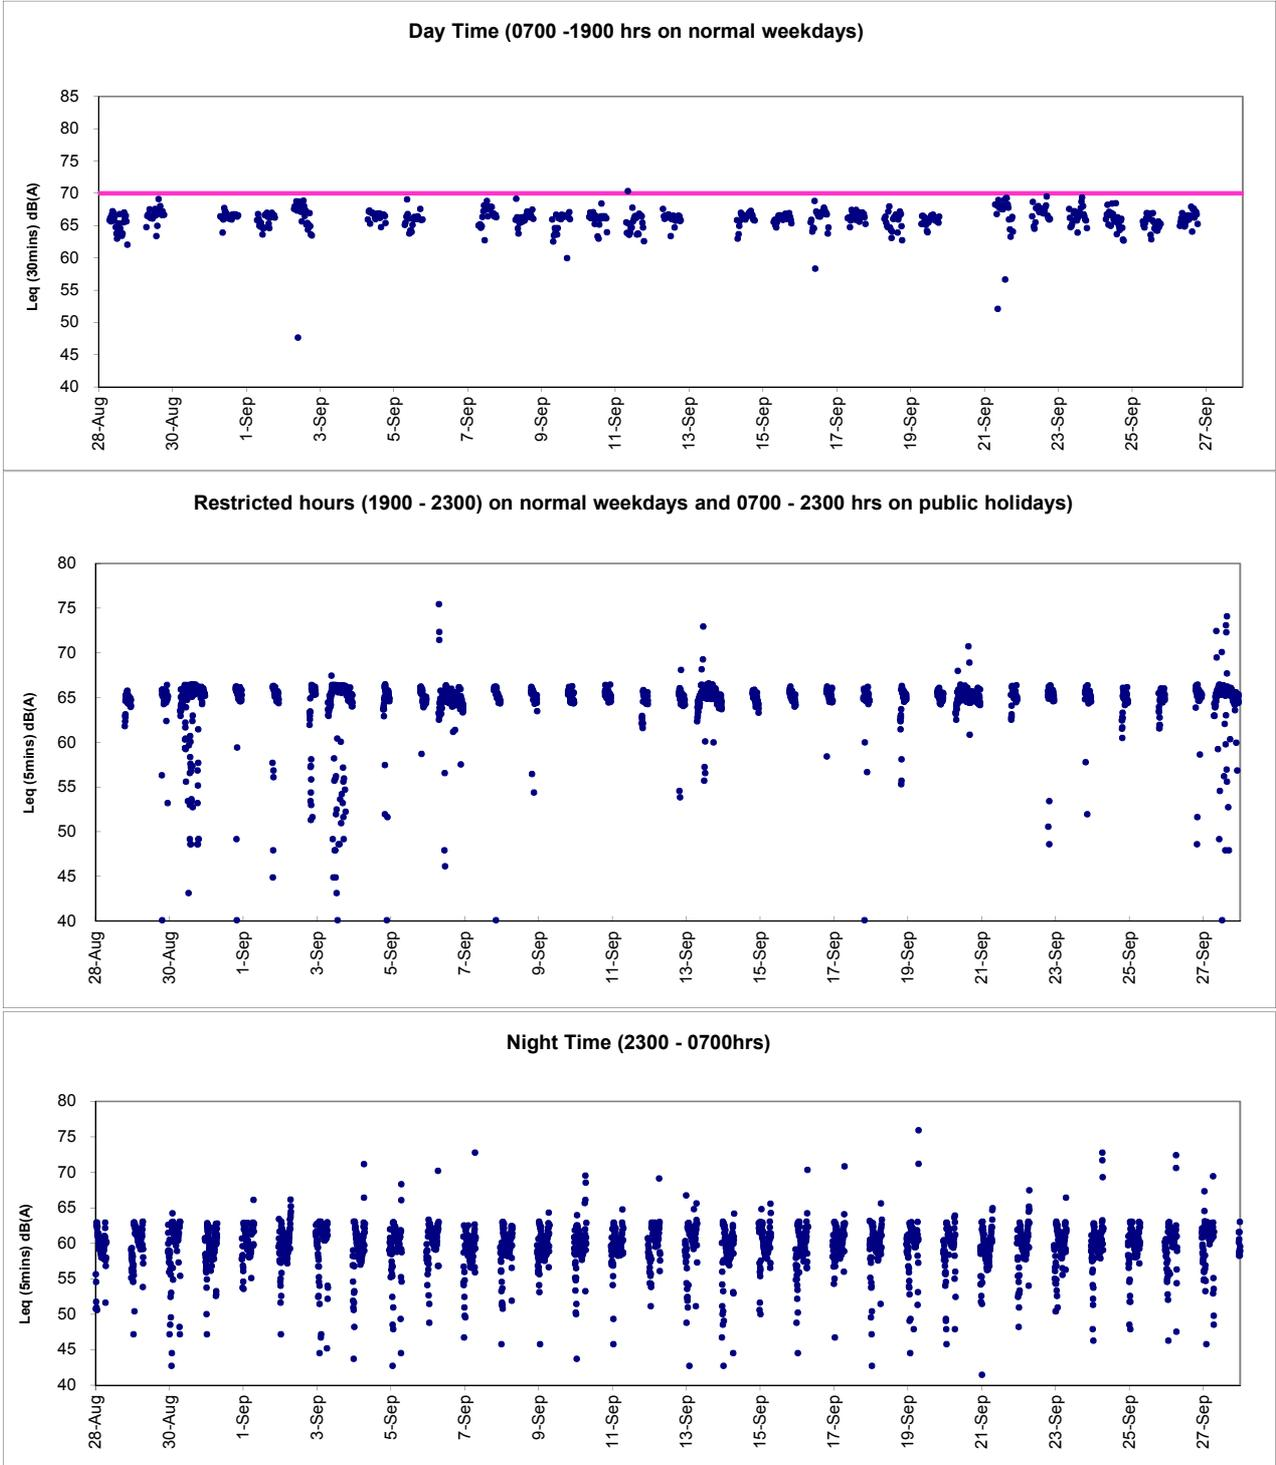 Day Time (0700 -1900 hrs on normal weekdays)
Leq (30mins) dB(A)
85
80
75
70
65
60
55
50
45
40
28-Aug
30-Aug
1-Sep
3-Sep
5-Sep
7-Sep
9-Sep
11-Sep
13-Sep
15-Sep
17-Sep
19-Sep
21-Sep
23-Sep
25-Sep
27-Sep
Restricted hours (1900 - 2300) on normal weekdays and 0700 - 2300 hrs on public holidays)
Leq (5mins) dB(A)
80
75
70
65
60
55
50
45
40
28-Aug
30-Aug
1-Sep
3-Sep
5-Sep
7-Sep
9-Sep
11-Sep
13-Sep
15-Sep
17-Sep
19-Sep
21-Sep
23-Sep
25-Sep
27-Sep
Night Time (2300 - 0700hrs)
Leq (5mins) dB(A)
80
75
70
65
60
55
50
45
40
28-Aug
30-Aug
1-Sep
3-Sep
5-Sep
7-Sep
9-Sep
11-Sep
13-Sep
15-Sep
17-Sep
19-Sep
21-Sep
23-Sep
25-Sep
27-Sep